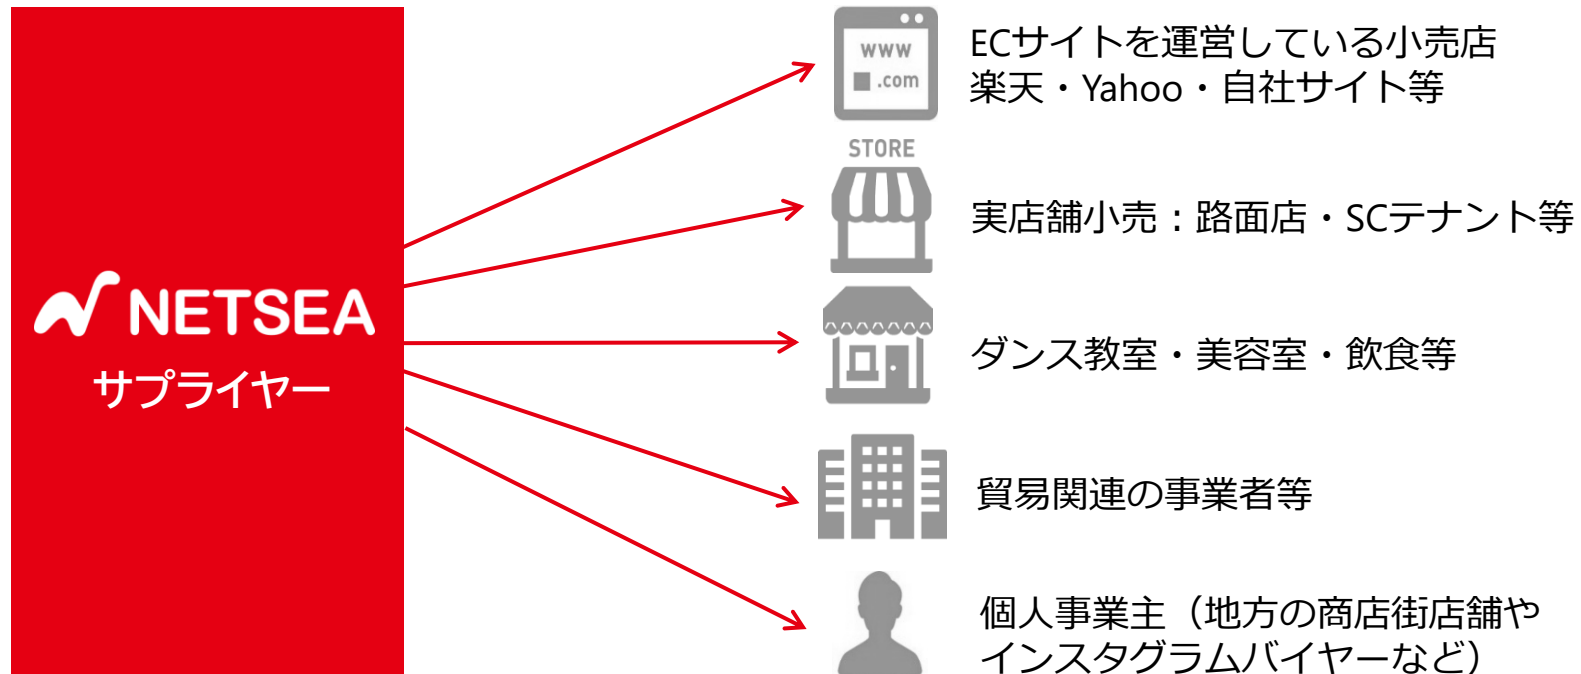 NETSEA
サプライヤー
www
.com
ECサイトを運営している小売店
楽天・Yahoo・自社サイト等
STORE
実店舗小売：路面店・SCテナント等
ダンス教室・美容室・飲食等
貿易関連の事業者等
個人事業主（地方の商店街店舗や
インスタグラムバイヤーなど）